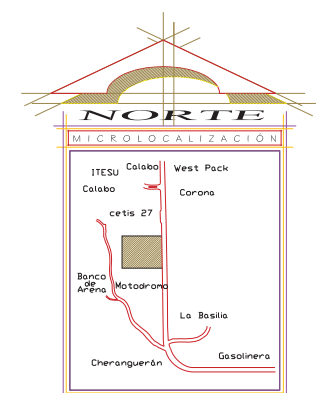 NORTE
MICROLOCALIZACIÓN
Calabo West Pack
ITESU
Calabo Corona
cetis 27
Banco
de
Arena
Motodromo
La Basilia
Gasolinera
Cheranguerán